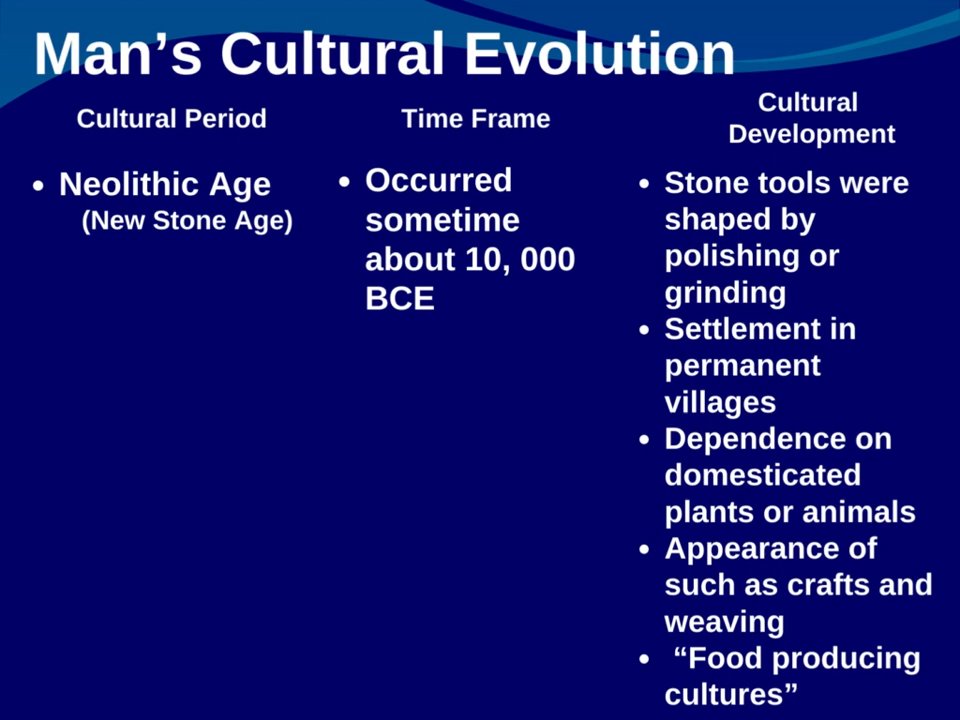 Man’s Cultural Evolution
Cultural Period
Time Frame
Cultural
Development
• Neolithic Age
(New Stone Age)
• Occurred
sometime
about 10, 000
BCE
• Stone tools were
shaped by
polishing or
grinding
• Settlement in
permanent
villages
• Dependence on
domesticated
plants or animals
• Appearance of
such as crafts and
weaving
• “Food producing
cultures”